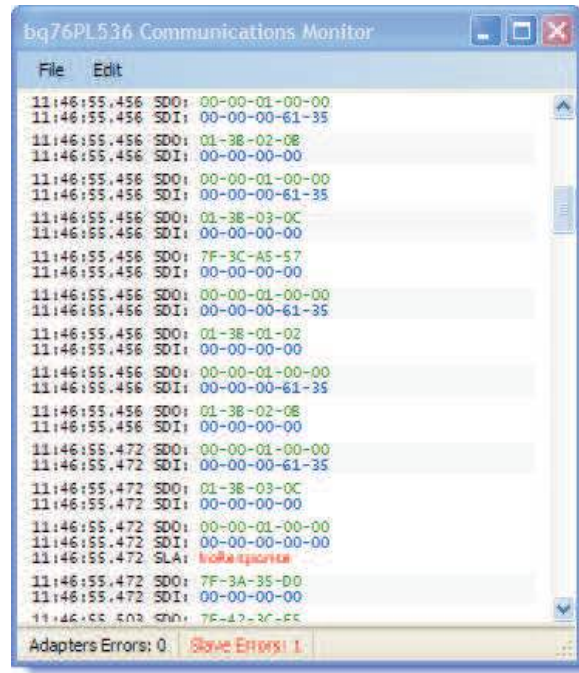 bq76PL536 Communications Monitor
File Edit
11:46:55.456 SDO: 00-00-01-00-00
11:46:55.456 SDI: 00-00-00-61-35
11:46:55.456 SDO: 01-3B-02-0B
11:46:55.456 SDI: 00-00-00-00
11:46:55.456 SDO: 00-00-01-00-00
11:46:55.456 SDI: 00-00-00-61-35
11:46:55.456 SDO: 01-3B-03-0C
11:46:55.456 SDI: 00-00-00-00
11:46:55.456 SDO: 7F-3C-A5-57
11:46:55.456 SDI: 00-00-00-00
11:46:55.456 SDO: 00-00-01-00-00
11:46:55.456 SDI: 00-00-00-61-35
11:46:55.456 SDO: 01-3B-01-02
11:46:55.456 SDI: 00-00-00-00
11:46:55.456 SDO: 00-00-01-00-00
11:46:55.456 SDI: 00-00-00-61-35
11:46:55.456 SDO: 01-3B-02-0B
11:46:55.456 SDI: 00-00-00-00
11:46:55.472 SDO: 00-00-01-00-00
11:46:55.472 SDI: 00-00-00-61-35
11:46:55.472 SDO: 01-3B-03-0C
11:46:55.472 SDI: 00-00-00-00
11:46:55.472 SDO: 00-00-01-00-00
11:46:55.472 SDI: 00-00-00-00-00
11:46:55.472 SLA: NoResponse
11:46:55.472 SDO: 7F-3A-35-D0
11:46:55.472 SDI: 00-00-00-00
11:46:55.503 SDO: 7F-42-3C-F5
Adapters Errors: 0 Slave Errors: 1